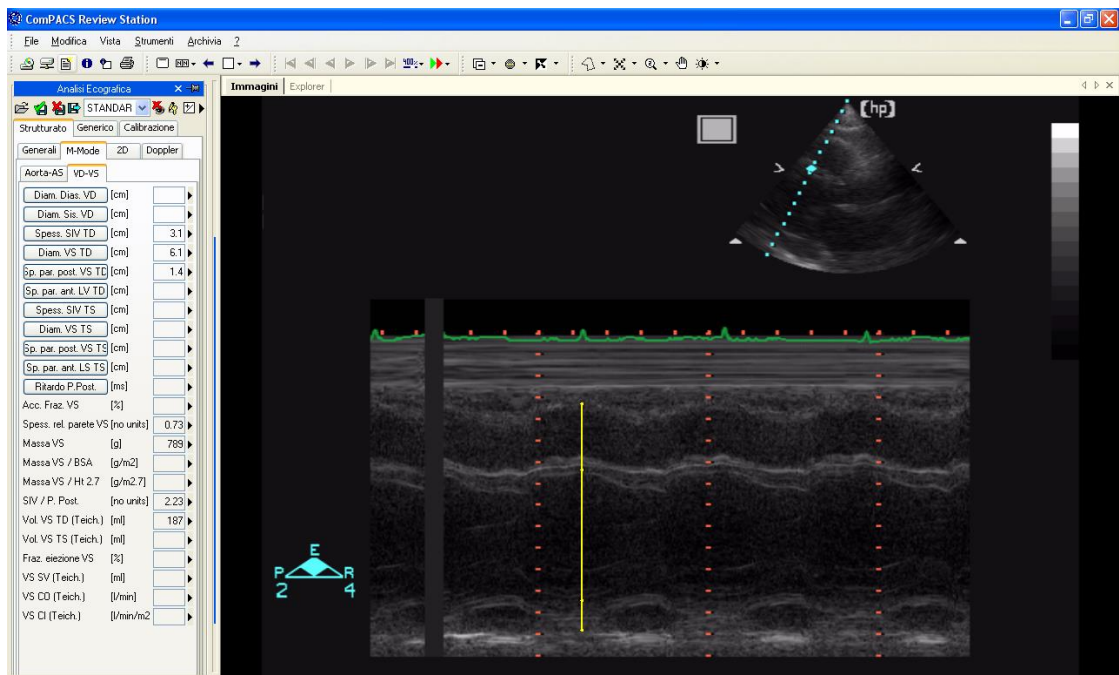 ComPACS Review Station
File Modifica Vista Strumenti Archivia ?
100%
Analisi Ecografica
Immagini Explorer
STANDAR
Strutturato Generico Calibrazione
Generali M-Mode 2D Doppler
Aorta-AS VD-VS
Diam. Dias. VD [cm]
Diam. Sis. VD [cm]
Spess. SIV TD [cm] 3.1
Diam. VS TD [cm] 6.1
Sp. par. post. VS TD [cm] 1.4
Sp. par. ant. LV TD [cm]
Spess. SIV TS [cm]
Diam. VS TS [cm]
Sp. par. post. VS TS [cm]
Sp. par. ant. LS TS [cm]
Ritardo P.Post. [ms]
Acc. Fraz. VS [%]
Spess. rel. parete VS [no units] 0.73
Massa VS [g] 789
Massa VS / BSA [g/m2]
Massa VS / Ht 2.7 [g/m2.7]
SIV / P. Post. [no units] 2.23
Vol. VS TD (Teich.) [ml] 187
Vol. VS TS (Teich.) [ml]
Fraz. eiezione VS [%]
VS SV (Teich.) [ml]
VS CO (Teich.) [l/min]
VS CI (Teich.) [l/min/m2
[hp]
E
P R
2 4